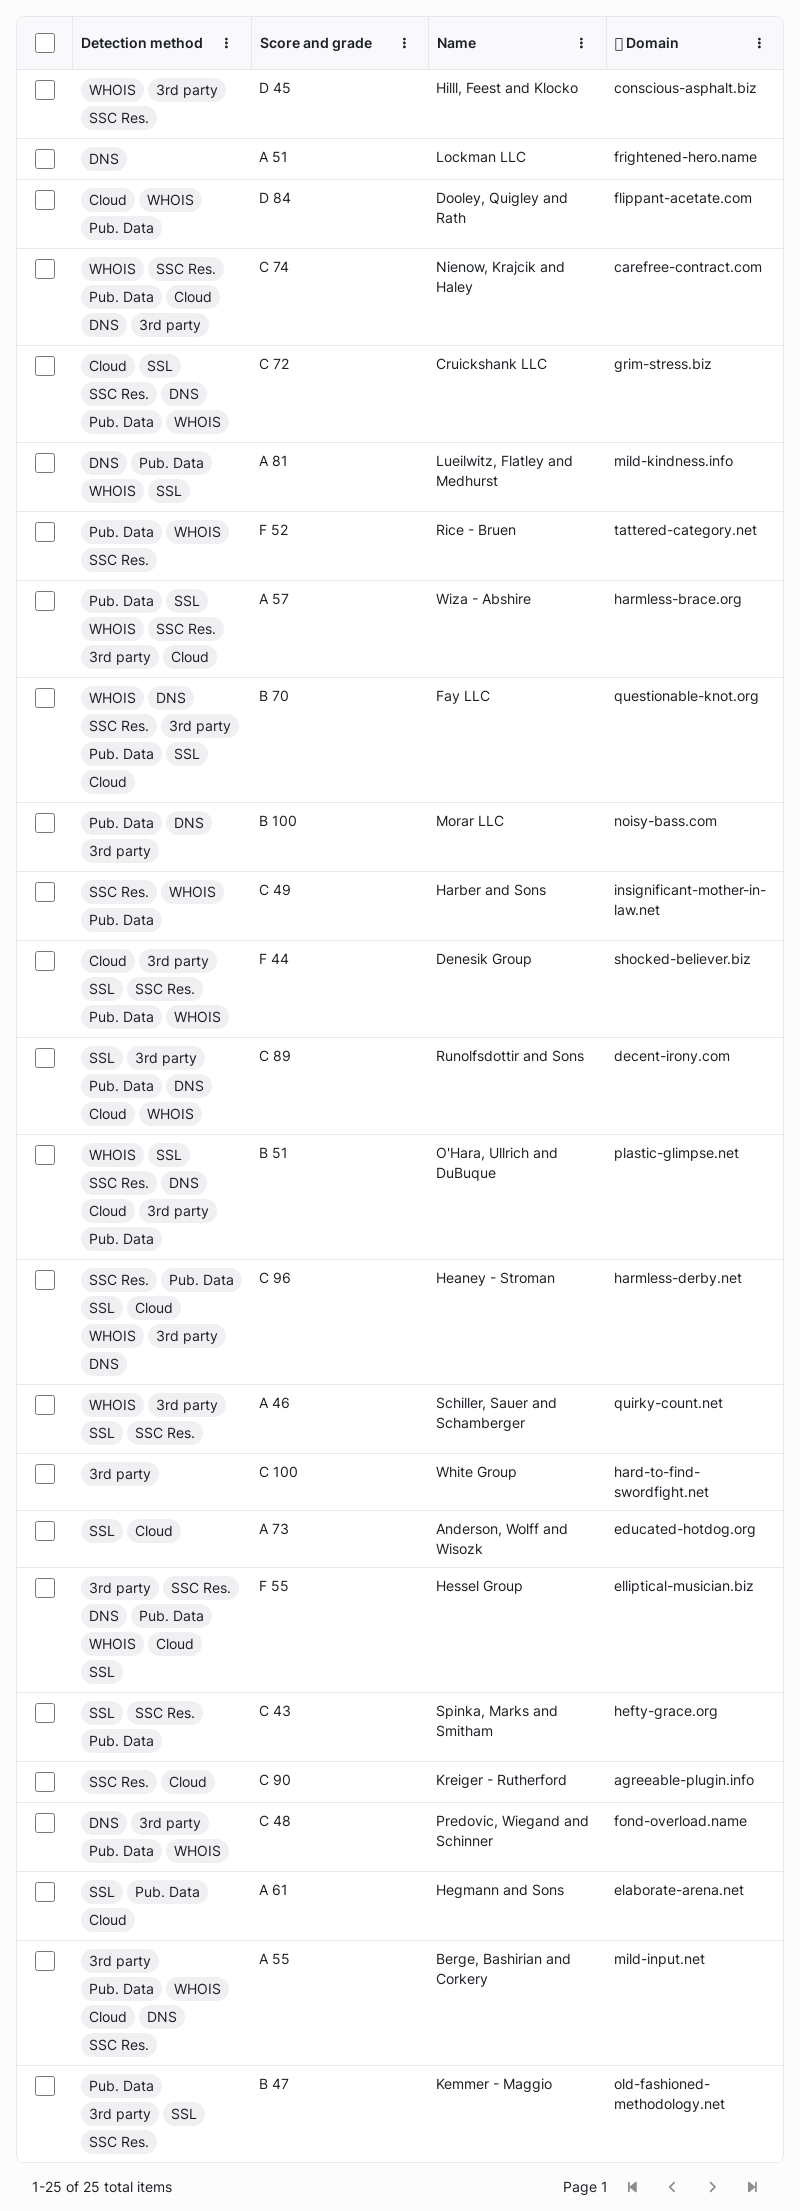 Detection method Score and grade Name Domain
WHOIS 3rd party D 45 Hilll, Feest and Klocko conscious-asphalt.biz
SSC Res.
DNS A 51 Lockman LLC frightened-hero.name
Cloud WHOIS D 84 Dooley, Quigley and flippant-acetate.com
Pub. Data Rath
WHOIS SSC Res. C 74 Nienow, Krajcik and carefree-contract.com
Pub. Data Cloud Haley
DNS 3rd party
Cloud SSL C 72 Cruickshank LLC grim-stress.biz
SSC Res. DNS
Pub. Data WHOIS
DNS Pub. Data A 81 Lueilwitz, Flatley and mild-kindness.info
WHOIS SSL Medhurst
Pub. Data WHOIS F 52 Rice - Bruen tattered-category.net
SSC Res.
Pub. Data SSL A 57 Wiza - Abshire harmless-brace.org
WHOIS SSC Res.
3rd party Cloud
WHOIS DNS B 70 Fay LLC questionable-knot.org
SSC Res. 3rd party
Pub. Data SSL
Cloud
Pub. Data DNS B 100 Morar LLC noisy-bass.com
3rd party
SSC Res. WHOIS C 49 Harber and Sons insignificant-mother-in-
Pub. Data law.net
Cloud 3rd party F 44 Denesik Group shocked-believer.biz
SSL SSC Res.
Pub. Data WHOIS
SSL 3rd party C 89 Runolfsdottir and Sons decent-irony.com
Pub. Data DNS
Cloud WHOIS
WHOIS SSL B 51 O'Hara, Ullrich and plastic-glimpse.net
SSC Res. DNS DuBuque
Cloud 3rd party
Pub. Data
SSC Res. Pub. Data C 96 Heaney - Stroman harmless-derby.net
SSL Cloud
WHOIS 3rd party
DNS
WHOIS 3rd party A 46 Schiller, Sauer and quirky-count.net
SSL SSC Res. Schamberger
3rd party C 100 White Group hard-to-find-
swordfight.net
SSL Cloud A 73 Anderson, Wolff and educated-hotdog.org
Wisozk
3rd party SSC Res. F 55 Hessel Group elliptical-musician.biz
DNS Pub. Data
WHOIS Cloud
SSL
SSL SSC Res. C 43 Spinka, Marks and hefty-grace.org
Pub. Data Smitham
SSC Res. Cloud C 90 Kreiger - Rutherford agreeable-plugin.info
DNS 3rd party C 48 Predovic, Wiegand and fond-overload.name
Pub. Data WHOIS Schinner
SSL Pub. Data A 61 Hegmann and Sons elaborate-arena.net
Cloud
3rd party A 55 Berge, Bashirian and mild-input.net
Pub. Data WHOIS Corkery
Cloud DNS
SSC Res.
Pub. Data B 47 Kemmer - Maggio old-fashioned-
3rd party SSL methodology.net
SSC Res.
1-25 of 25 total items Page 1